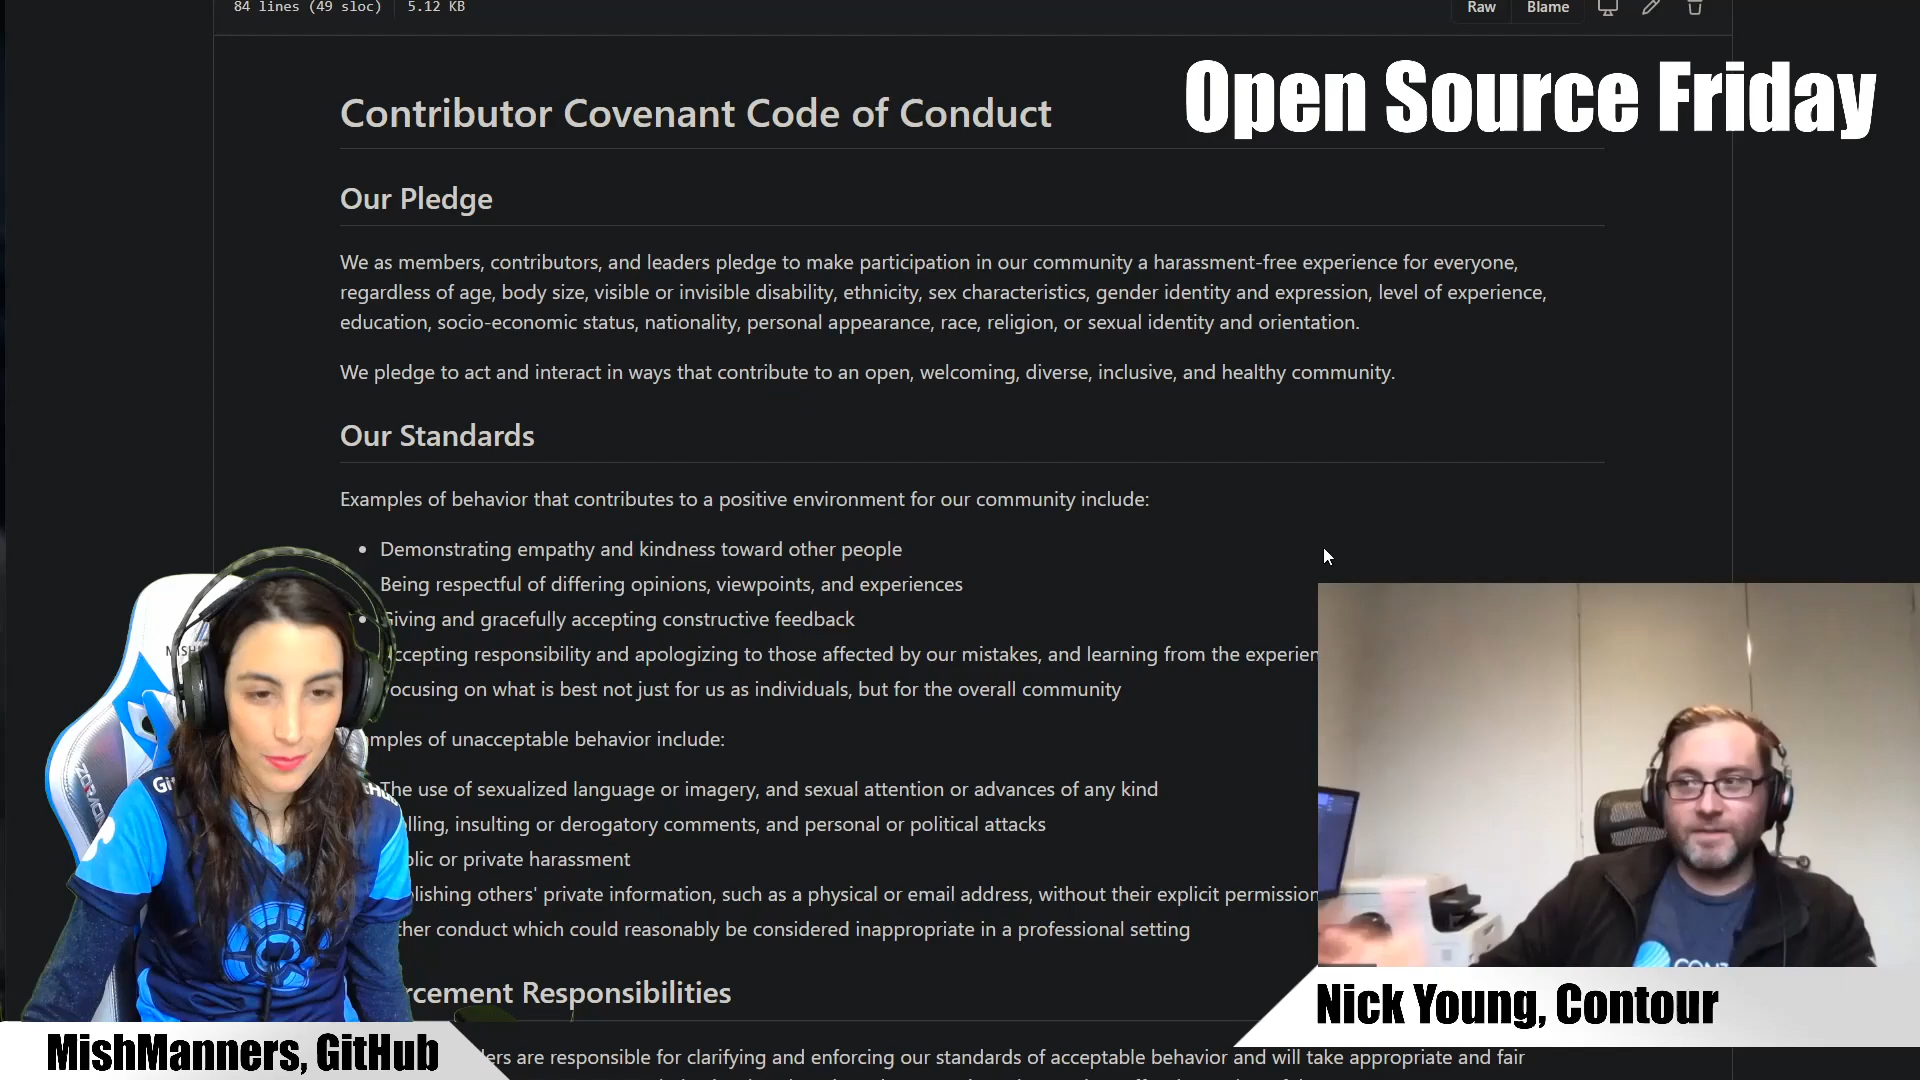 84 lines (49 sloc) 5.12 KB
Raw Blame
Open Source Friday
Contributor Covenant Code of Conduct
Our Pledge
We as members, contributors, and leaders pledge to make participation in our community a harassment-free experience for everyone,
regardless of age, body size, visible or invisible disability, ethnicity, sex characteristics, gender identity and expression, level of experience,
education, socio-economic status, nationality, personal appearance, race, religion, or sexual identity and orientation.
We pledge to act and interact in ways that contribute to an open, welcoming, diverse, inclusive, and healthy community.
Our Standards
Examples of behavior that contributes to a positive environment for our community include:
• Demonstrating empathy and kindness toward other people
Being respectful of differing opinions, viewpoints, and experiences
• Giving and gracefully accepting constructive feedback
ccepting responsibility and apologizing to those affected by our mistakes, and learning from the experien
ocusing on what is best not just for us as individuals, but for the overall community
mples of unacceptable behavior include:
The use of sexualized language or imagery, and sexual attention or advances of any kind
lling, insulting or derogatory comments, and personal or political attacks
blic or private harassment
blishing others' private information, such as a physical or email address, without their explicit permission
ther conduct which could reasonably be considered inappropriate in a professional setting
rcement Responsibilities
ders are responsible for clarifying and enforcing our standards of acceptable behavior and will take appropriate and fair
Nick Young, Contour
MishManners, GitHub